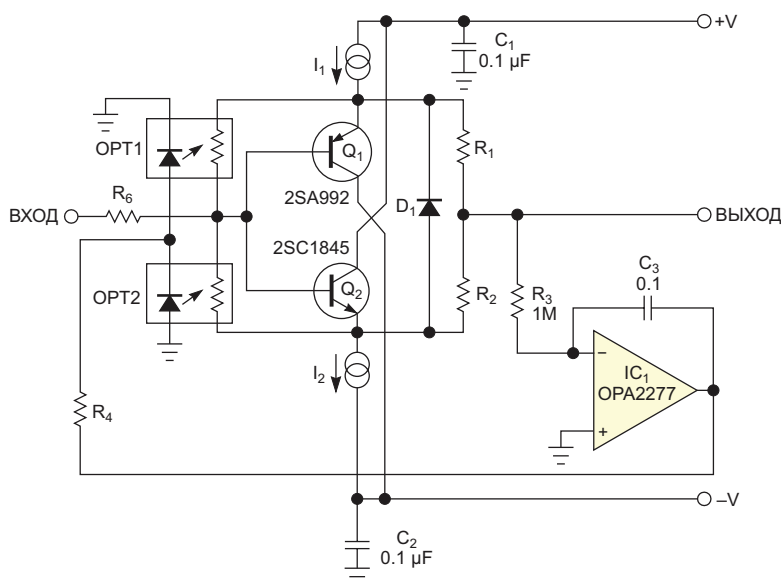 +V
C₁
0.1 µF
I₁
OPT1
Q₁
R₁
2SA992
R₆
ВХОД
D₁
ВЫХОД
2SC1845
C₃
0.1
OPT2
Q₂
R₂
R₃
1M
IC₁
OPA2277
−
+
I₂
R₄
–V
C₂
0.1 µF